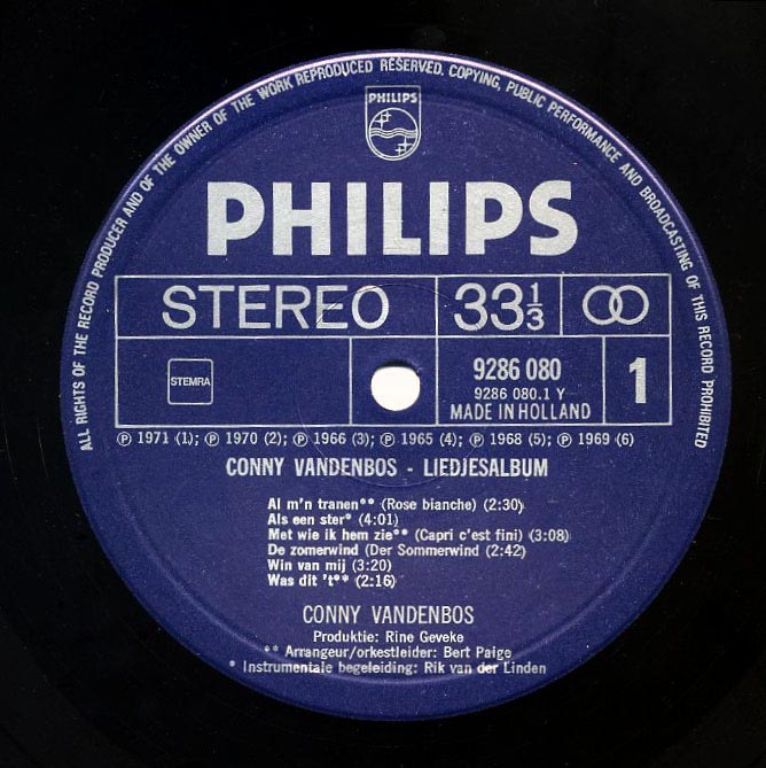 ALL RIGHTS OF THE RECORD PRODUCER AND OF THE OWNER OF THE WORK REPRODUCED RESERVED. COPYING, PUBLIC PERFORMANCE AND BROADCASTING OF THIS RECORD PROHIBITED
PHILIPS
PHILIPS
STEREO 33 1/3
STEMRA
9286 080
9286 080.1 Y
MADE IN HOLLAND
1
Ⓟ 1971 (1); Ⓟ 1970 (2); Ⓟ 1966 (3); Ⓟ 1965 (4); Ⓟ 1968 (5); Ⓟ 1969 (6)
CONNY VANDENBOS - LIEDJESALBUM
Al m'n tranen** (Rose bianche) (2:30)
Als een ster* (4:01)
Met wie ik hem zie** (Capri c'est fini) (3:08)
De zomerwind (Der Sommerwind (2:42)
Win van mij (3:20)
Was dit 't** (2:16)
CONNY VANDENBOS
Produktie: Rine Geveke
** Arrangeur/orkestleider: Bert Paige
* Instrumentale begeleiding: Rik van der Linden